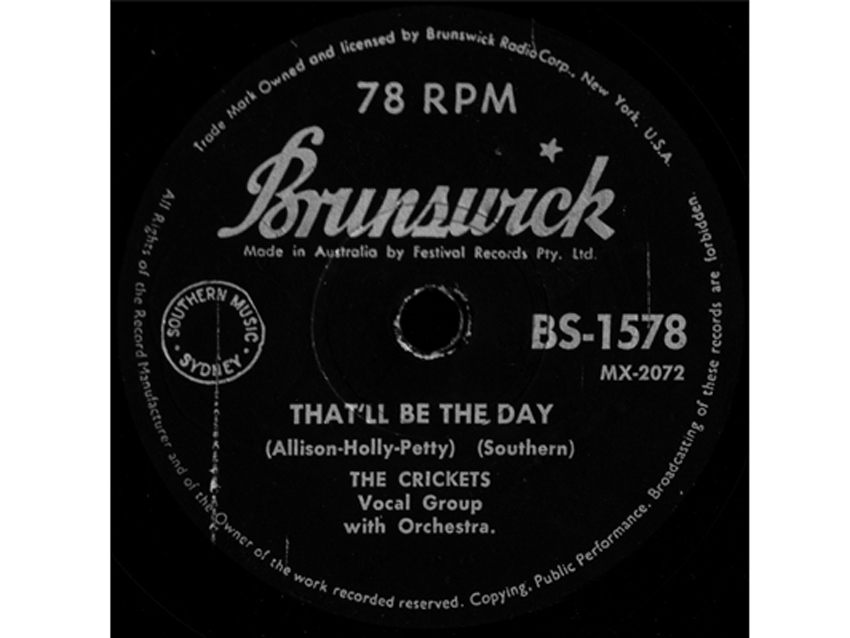 Trade Mark Owned and licensed by Brunswick Radio Corp., New York, U.S.A.
78 RPM
Brunswick
Made in Australia by Festival Records Pty. Ltd.
SOUTHERN MUSIC
• SYDNEY •
BS-1578
MX-2072
THAT'LL BE THE DAY
(Allison-Holly-Petty) (Southern)
THE CRICKETS
Vocal Group
with Orchestra.
All Rights of the Record Manufacturer and of the Owner of the work recorded reserved. Copying, Public Performance, Broadcasting of these records are forbidden.